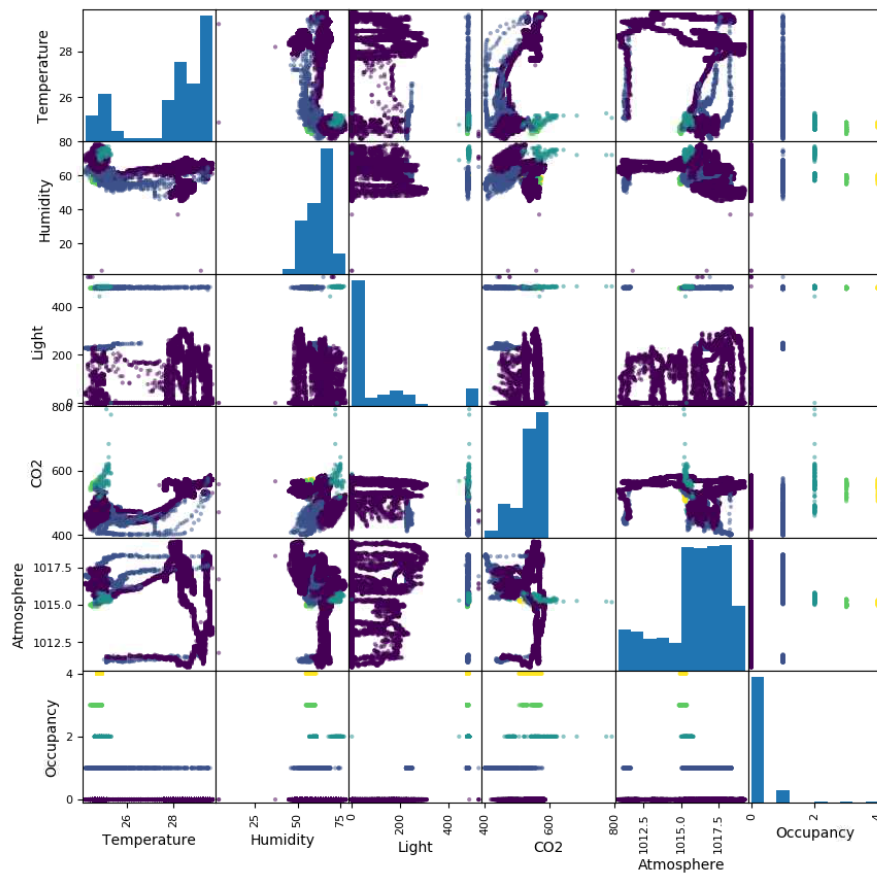 Temperature
28
26
80
Humidity
60
40
20
Light
400
200
0
800
CO2
600
400
Atmosphere
1017.5
1015.0
1012.5
Occupancy
4
2
0
26
28
25
50
75
0
200
400
400
600
800
1012.5
1015.0
1017.5
0
2
4
Temperature
Humidity
Light
CO2
Atmosphere
Occupancy